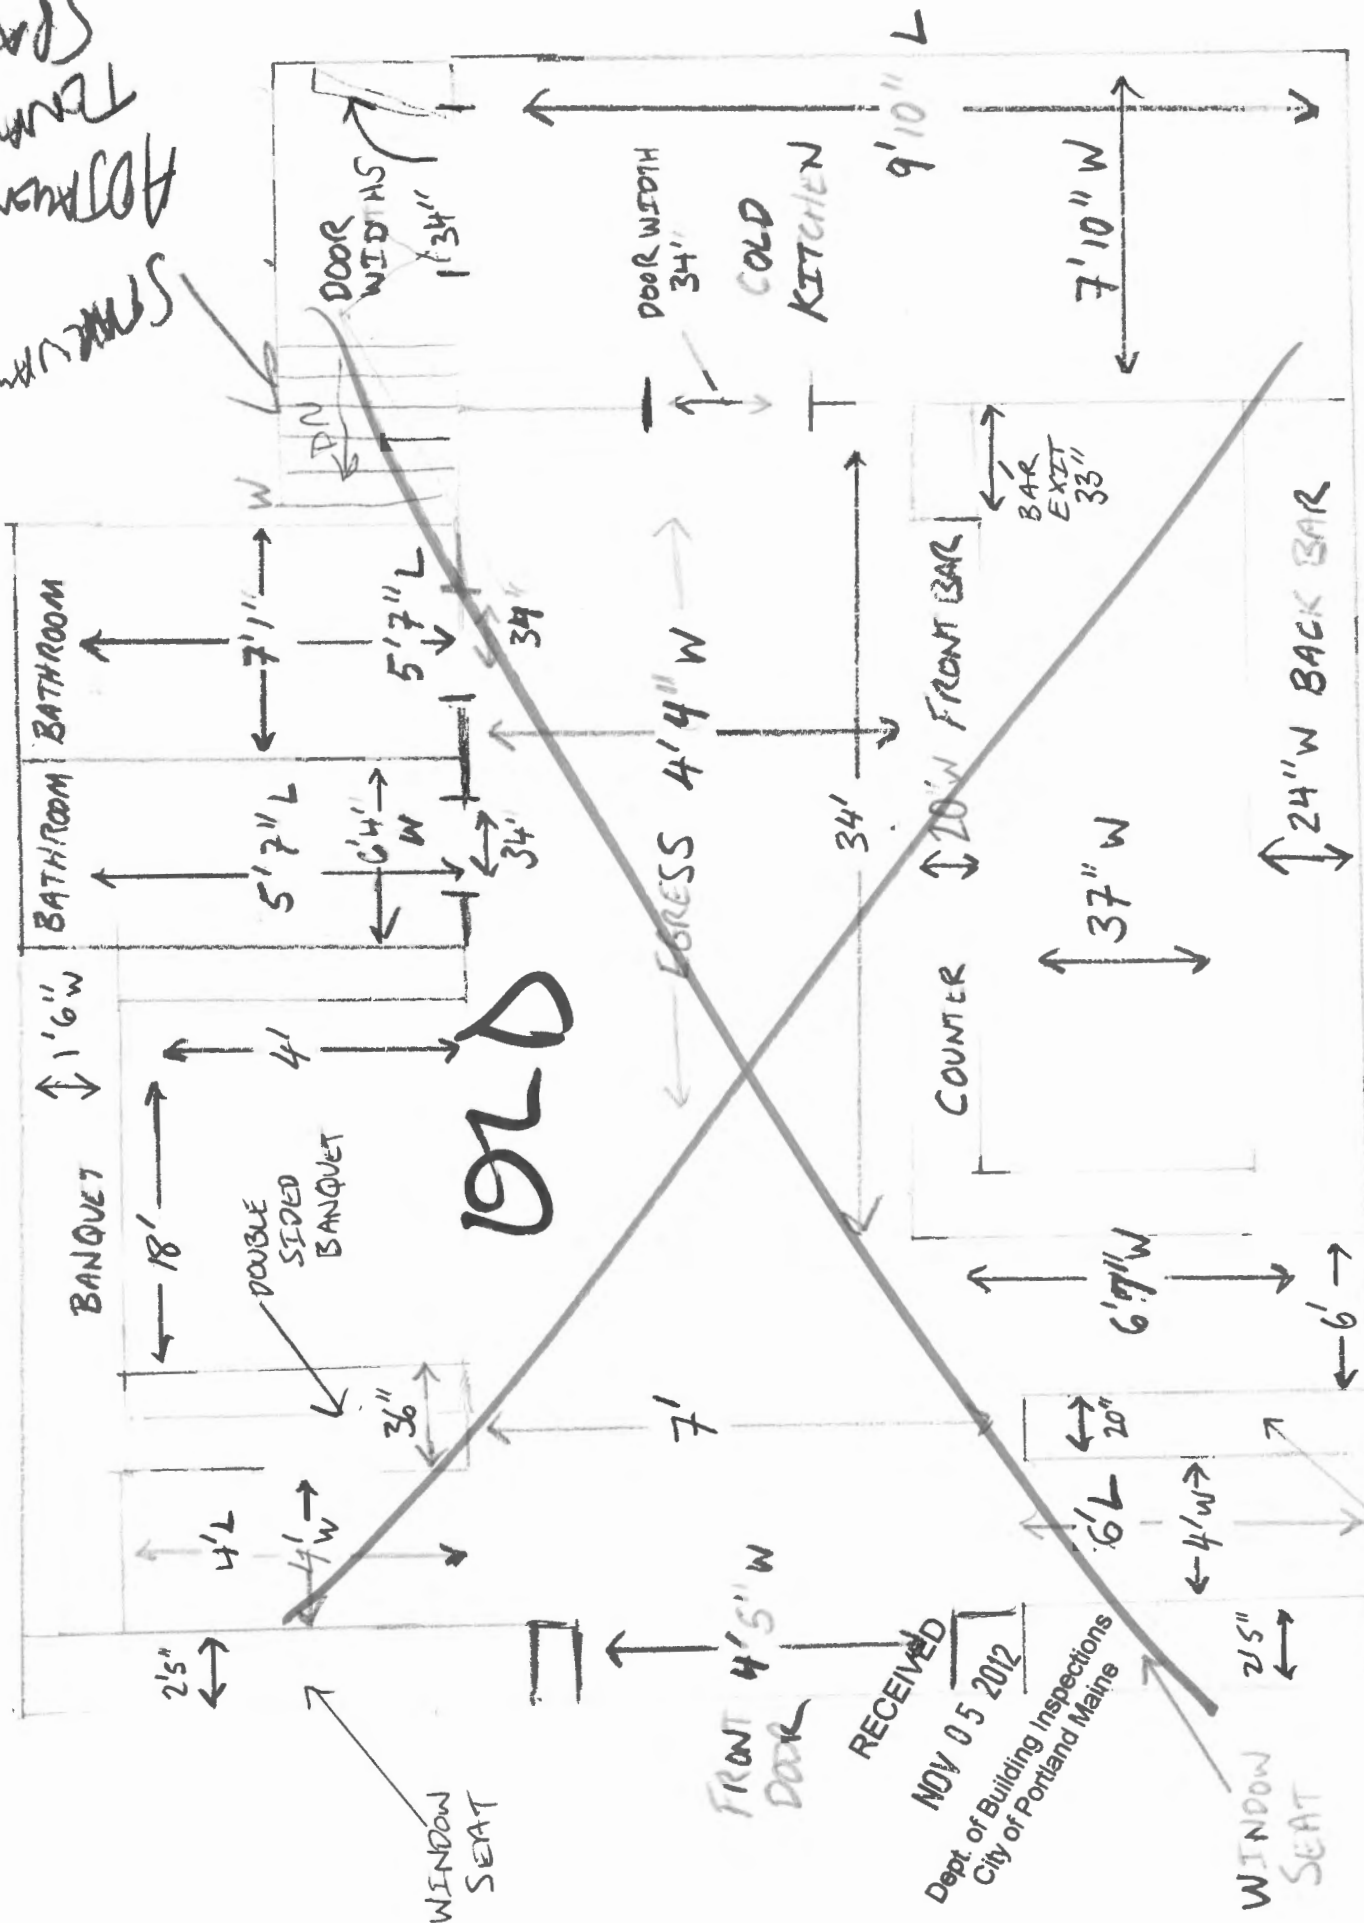 BANQUET
1'6"W
BATHROOM
BATHROOM
2'5"
4'L
4'
W
18'
4'
DOUBLE
SIDED
BANQUET
36"
5'7"L
6'4"
W
34"
7'1"
W
5'7"L
34"
DN
DOOR
WIDTHS
34"
WINDOW
SEAT
OLD
FRONT
DOOR
4'5"W
7'
EGRESS 4'4"W
34'
DOOR WIDTH
34"
COLD
KITCHEN
9'10"
L
7'10"W
COUNTER
20"W FRONT BAR
BAR
EXIT
33"
37"W
24"W BACK BAR
6'7"W
6'
20"
6'L
4'W
2'5"
WINDOW
SEAT
RECEIVED
NOV 05 2012
Dept. of Building Inspections
City of Portland Maine